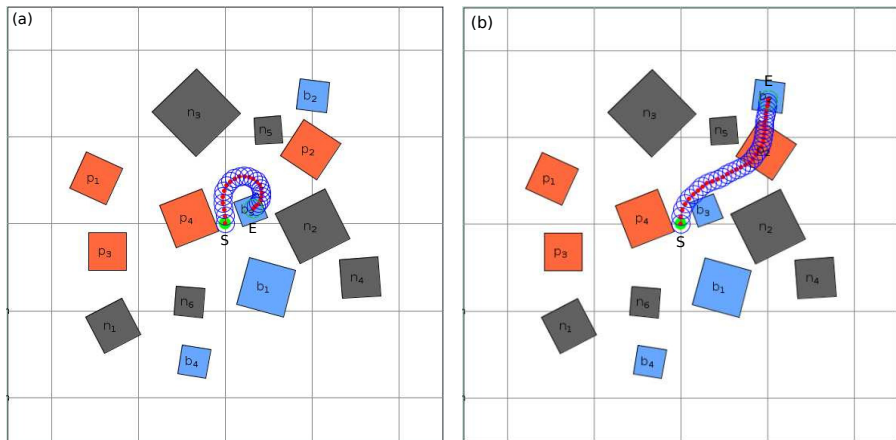 (a)
b₂
n₃
n₅
p₂
p₁
p₄
b₃
S
E
n₂
p₃
b₁
n₄
n₆
n₁
b₄
(b)
E
n₃
n₅
p₁
p₄
b₃
S
n₂
p₃
b₁
n₄
n₆
n₁
b₄